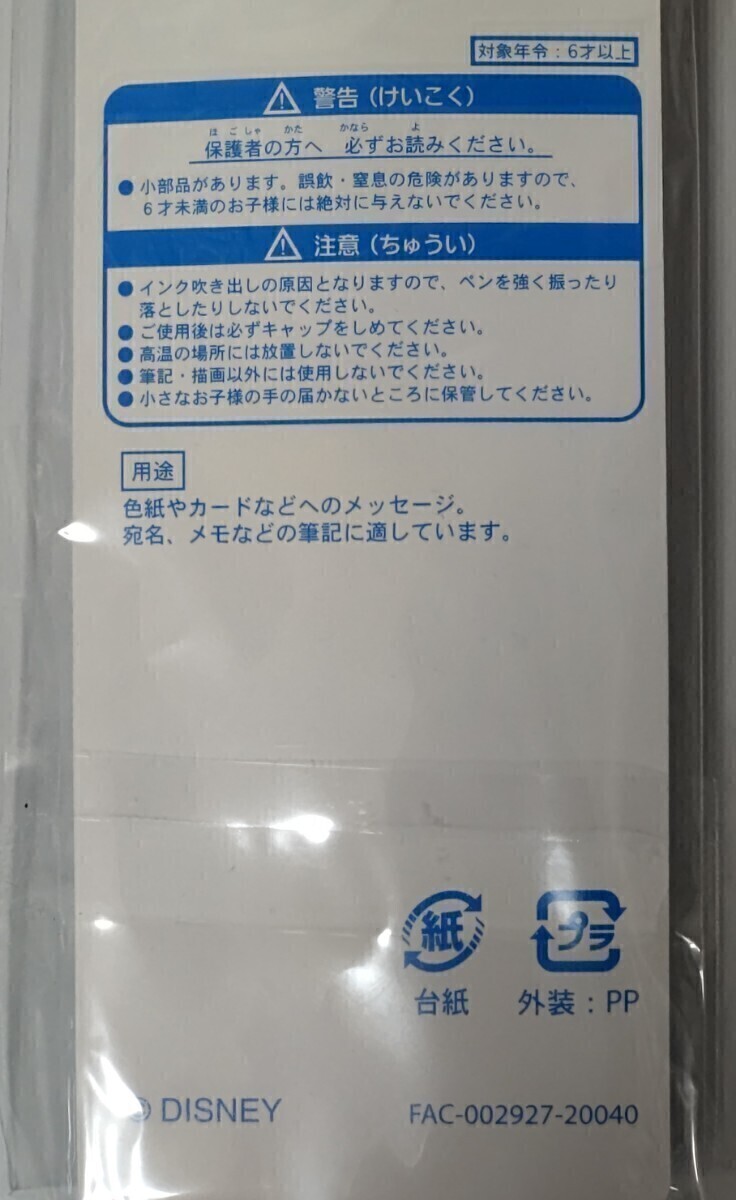 対象年令：6才以上
警告（けいこく）
ほごしゃ かた かなら よ
保護者の方へ 必ずお読みください。
●小部品があります。誤飲・窒息の危険がありますので、
6才未満のお子様には絶対に与えないでください。
注意（ちゅうい）
●インク吹き出しの原因となりますので、ペンを強く振ったり
落としたりしないでください。
●ご使用後は必ずキャップをしめてください。
●高温の場所には放置しないでください。
●筆記・描画以外には使用しないでください。
●小さなお子様の手の届かないところに保管してください。
用途
色紙やカードなどへのメッセージ。
宛名、メモなどの筆記に適しています。
紙 プラ
台紙 外装：PP
© DISNEY FAC-002927-20040